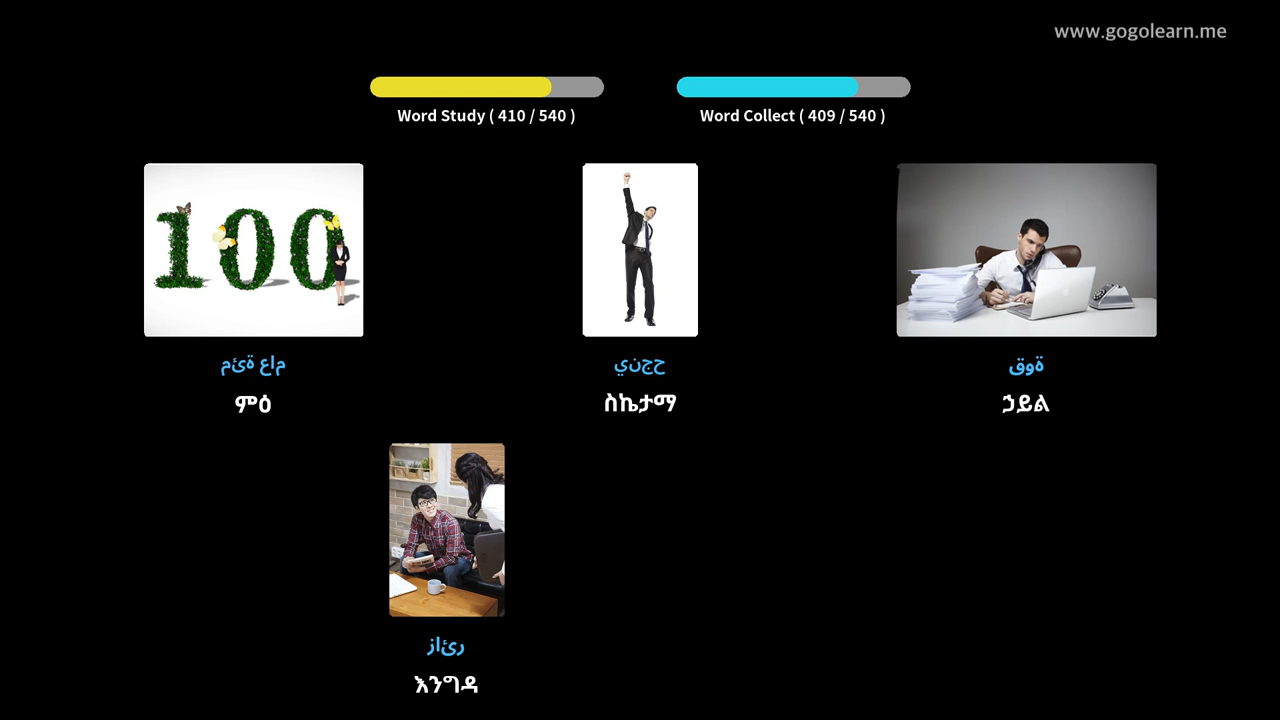 www.gogolearn.me
Word Study ( 410 / 540 )
Word Collect ( 409 / 540 )
مئة عام
ينجح
قوة
ምዕ
ስኬታማ
ኃይል
زائر
እንግዳ